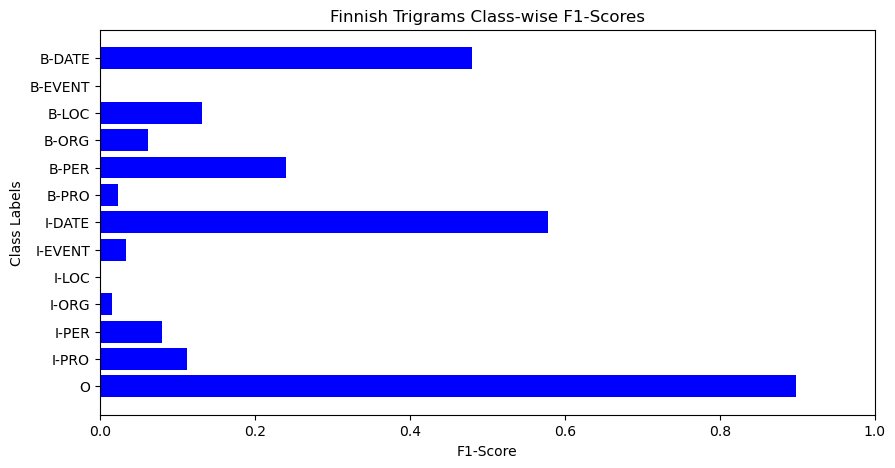 Finnish Trigrams Class-wise F1-Scores
Class Labels
B-DATE
B-EVENT
B-LOC
B-ORG
B-PER
B-PRO
I-DATE
I-EVENT
I-LOC
I-ORG
I-PER
I-PRO
O
0.0 0.2 0.4 0.6 0.8 1.0
F1-Score